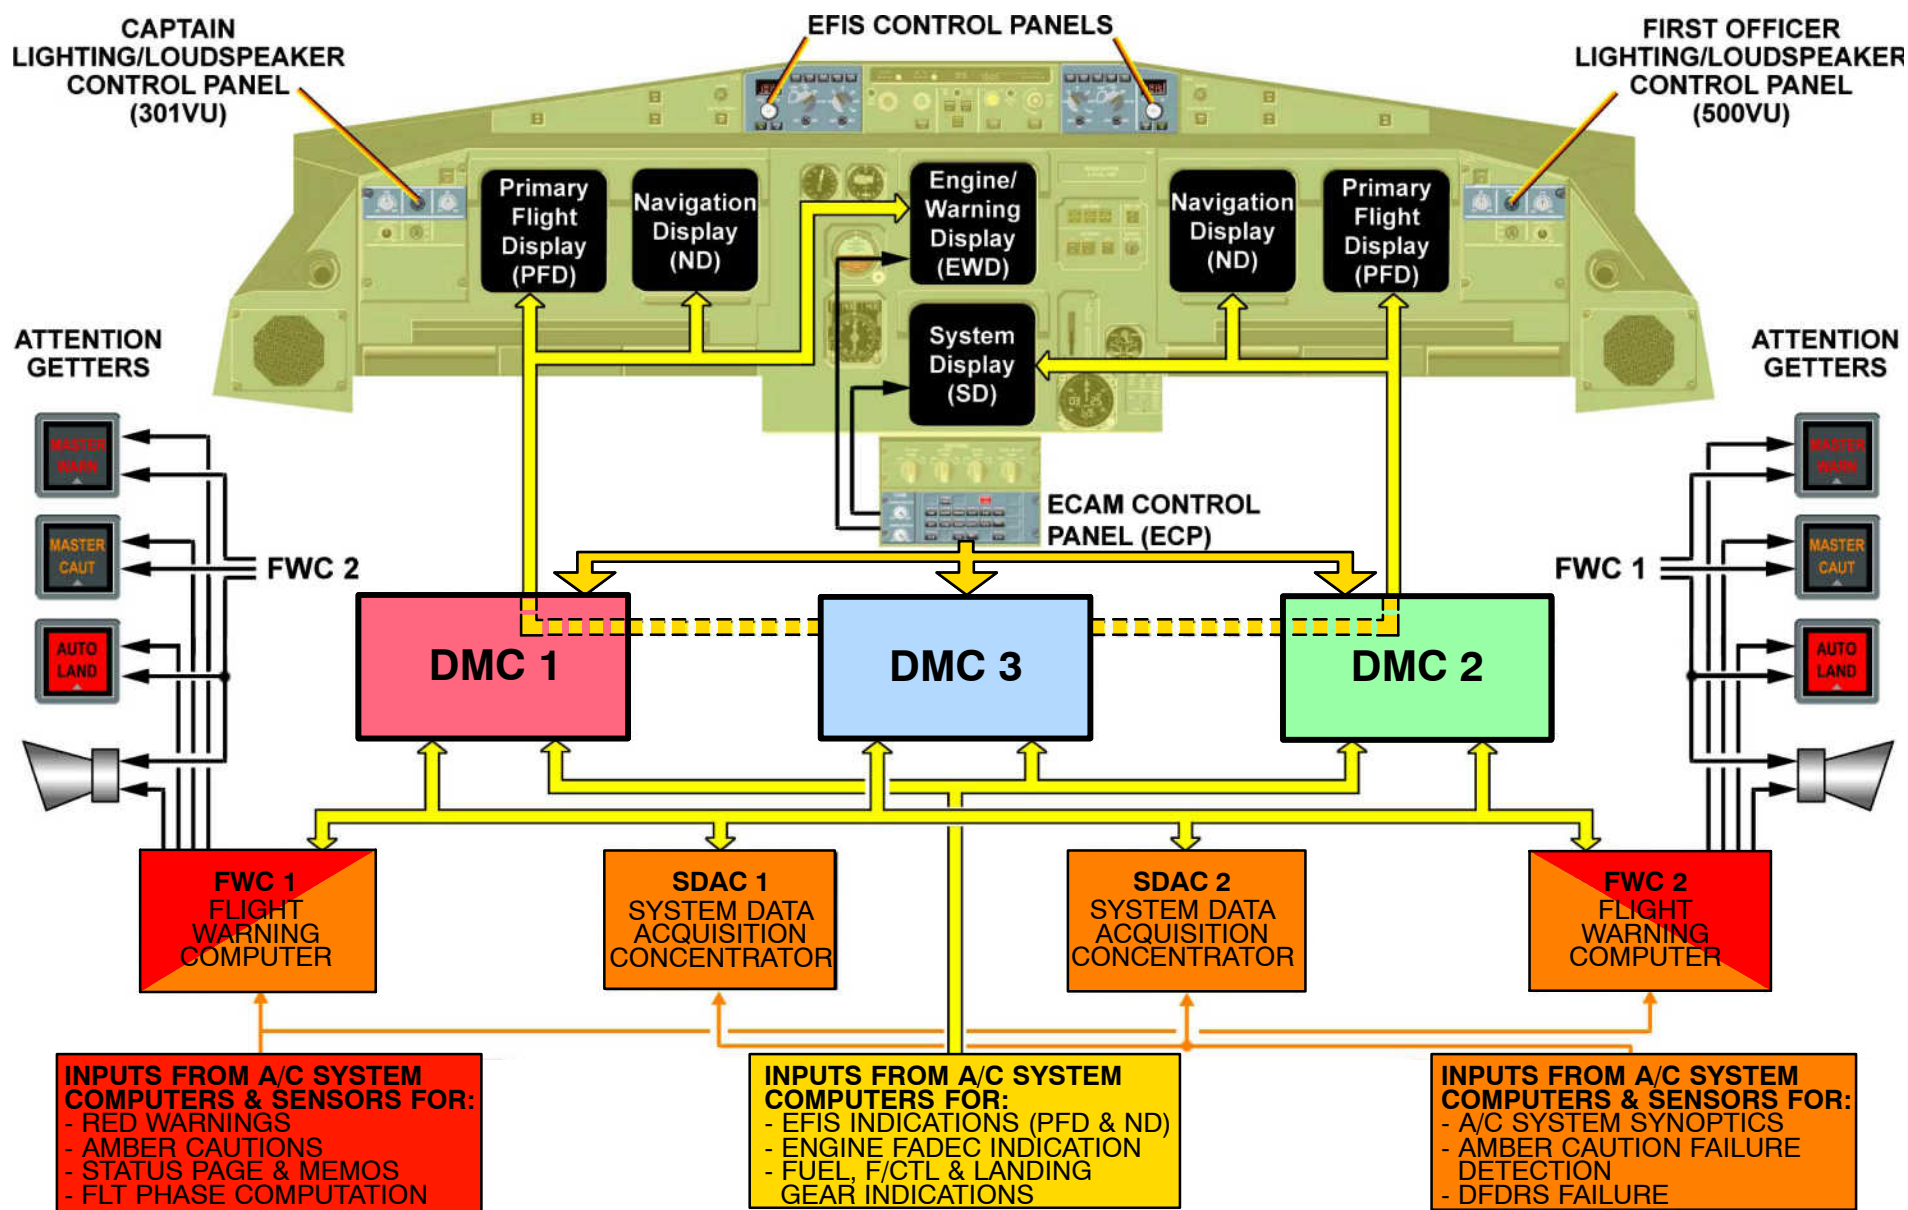 CAPTAIN
LIGHTING/LOUDSPEAKER
CONTROL PANEL
(301VU)
EFIS CONTROL PANELS
FIRST OFFICER
LIGHTING/LOUDSPEAKER
CONTROL PANEL
(500VU)
Primary
Flight
Display
(PFD)
Navigation
Display
(ND)
Engine/
Warning
Display
(EWD)
Navigation
Display
(ND)
Primary
Flight
Display
(PFD)
System
Display
(SD)
ATTENTION
GETTERS
ATTENTION
GETTERS
MASTER
WARN
MASTER
CAUT
AUTO
LAND
FWC 2
ECAM CONTROL
PANEL (ECP)
FWC 1
MASTER
WARN
MASTER
CAUT
AUTO
LAND
DMC 1
DMC 3
DMC 2
FWC 1
FLIGHT
WARNING
COMPUTER
SDAC 1
SYSTEM DATA
ACQUISITION
CONCENTRATOR
SDAC 2
SYSTEM DATA
ACQUISITION
CONCENTRATOR
FWC 2
FLIGHT
WARNING
COMPUTER
INPUTS FROM A/C SYSTEM
COMPUTERS & SENSORS FOR:
- RED WARNINGS
- AMBER CAUTIONS
- STATUS PAGE & MEMOS
- FLT PHASE COMPUTATION
INPUTS FROM A/C SYSTEM
COMPUTERS FOR:
- EFIS INDICATIONS (PFD & ND)
- ENGINE FADEC INDICATION
- FUEL, F/CTL & LANDING
GEAR INDICATIONS
INPUTS FROM A/C SYSTEM
COMPUTERS & SENSORS FOR:
- A/C SYSTEM SYNOPTICS
- AMBER CAUTION FAILURE
DETECTION
- DFDRS FAILURE